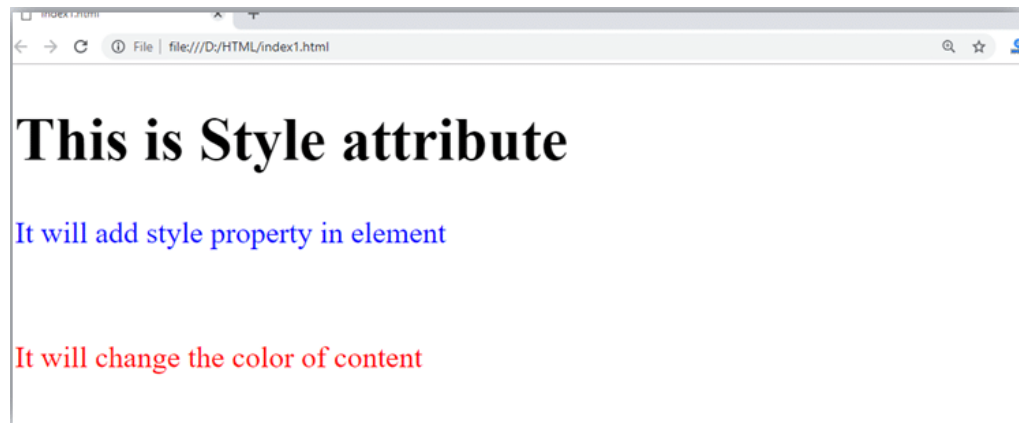 index1.html
File | file:///D:/HTML/index1.html
This is Style attribute
It will add style property in element
It will change the color of content